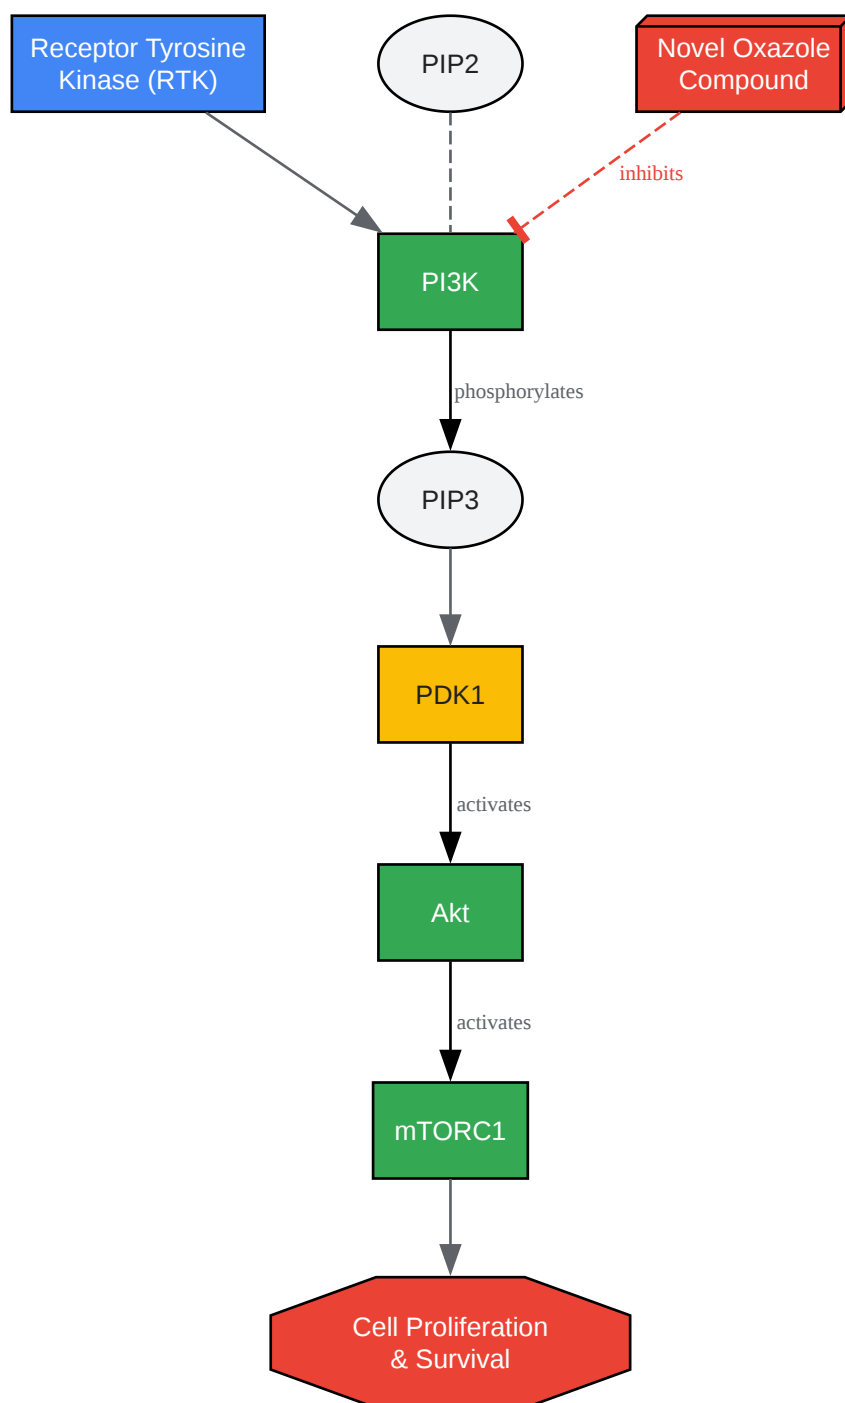 Receptor Tyrosine
Kinase (RTK)
PIP2
Novel Oxazole
Compound
inhibits
PI3K
phosphorylates
PIP3
PDK1
activates
Akt
activates
mTORC1
Cell Proliferation
& Survival